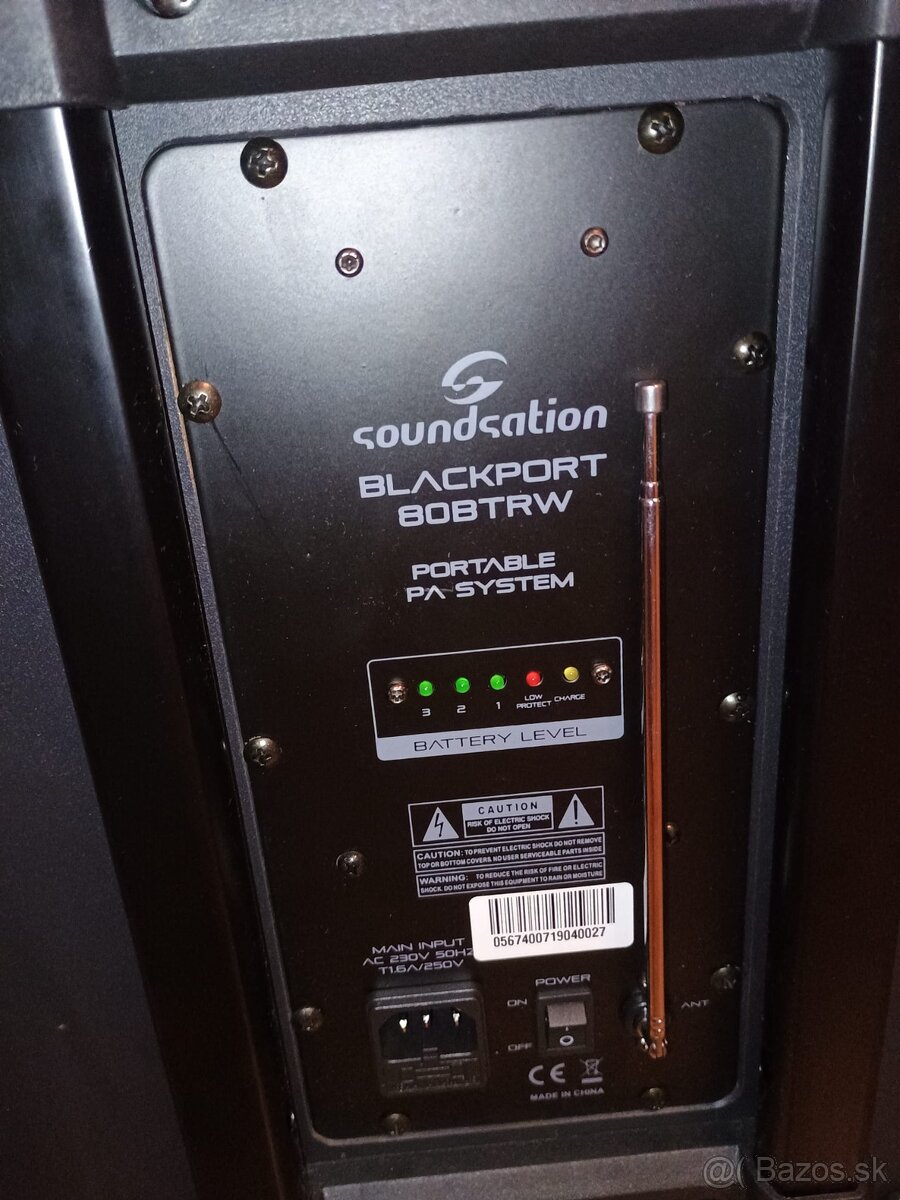 soundsation
BLACKPORT
80BTRW
PORTABLE
PA SYSTEM
3 2 1 LOW PROTECT CHARGE
BATTERY LEVEL
CAUTION
RISK OF ELECTRIC SHOCK
DO NOT OPEN
CAUTION: TO PREVENT ELECTRIC SHOCK DO NOT REMOVE
TOP OR BOTTOM COVERS. NO USER SERVICEABLE PARTS INSIDE
WARNING: TO REDUCE THE RISK OF FIRE OR ELECTRIC
SHOCK. DO NOT EXPOSE THIS EQUIPMENT TO RAIN OR MOISTURE
0567400719040027
MAIN INPUT
AC 230V 50HZ
T1.6A/250V
POWER
ON
OFF
ANT
CE
MADE IN CHINA
@( Bazos.sk